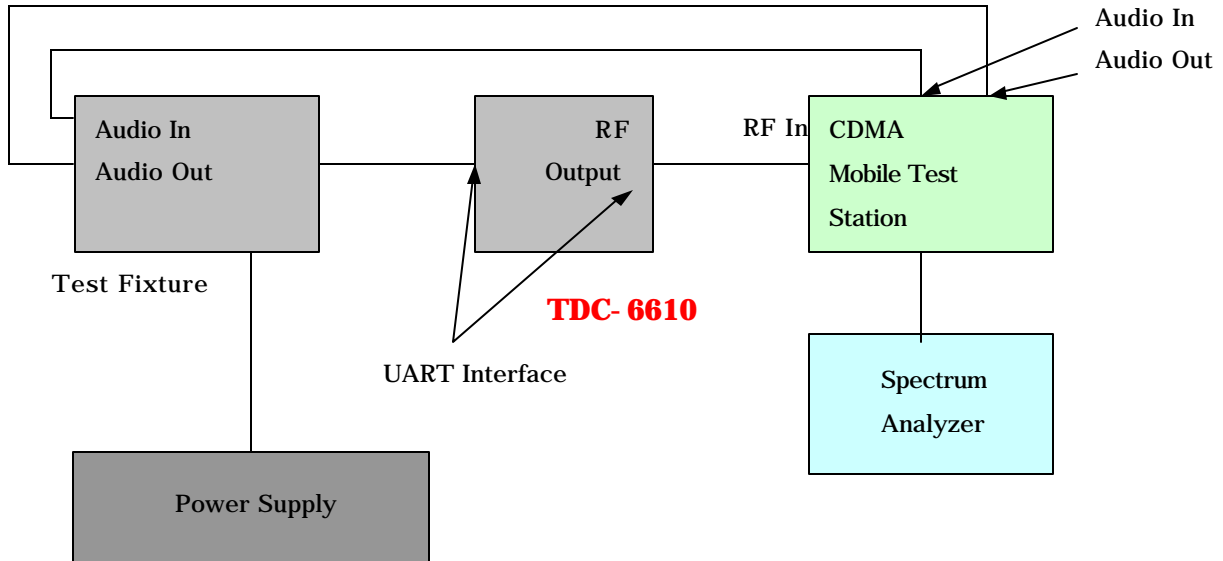 Audio In
Audio Out
Audio In
Audio Out
RF
Output
RF In
CDMA
Mobile Test
Station
Test Fixture
TDC- 6610
UART Interface
Spectrum
Analyzer
Power Supply